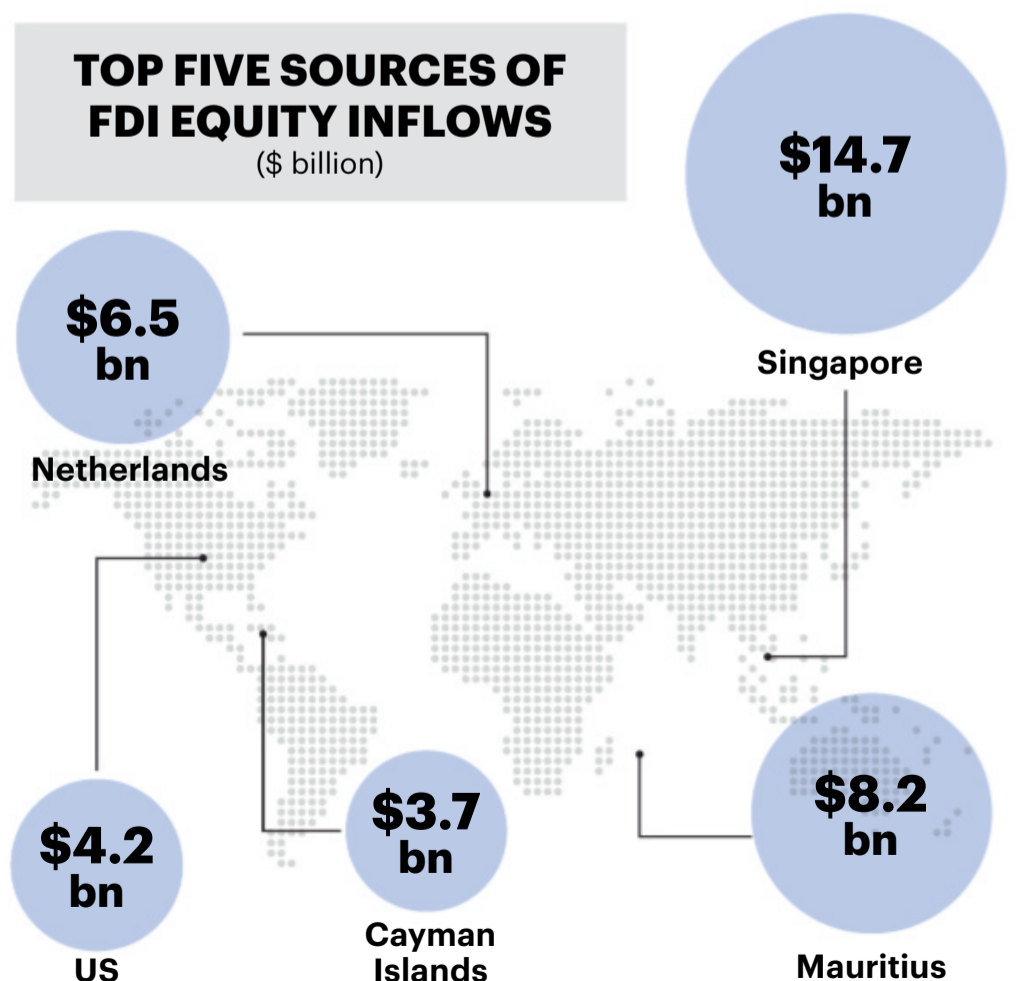 TOP FIVE SOURCES OF
FDI EQUITY INFLOWS
($ billion)
$14.7
bn
Singapore
$6.5
bn
Netherlands
$4.2
bn
US
$3.7
bn
Cayman
Islands
$8.2
bn
Mauritius